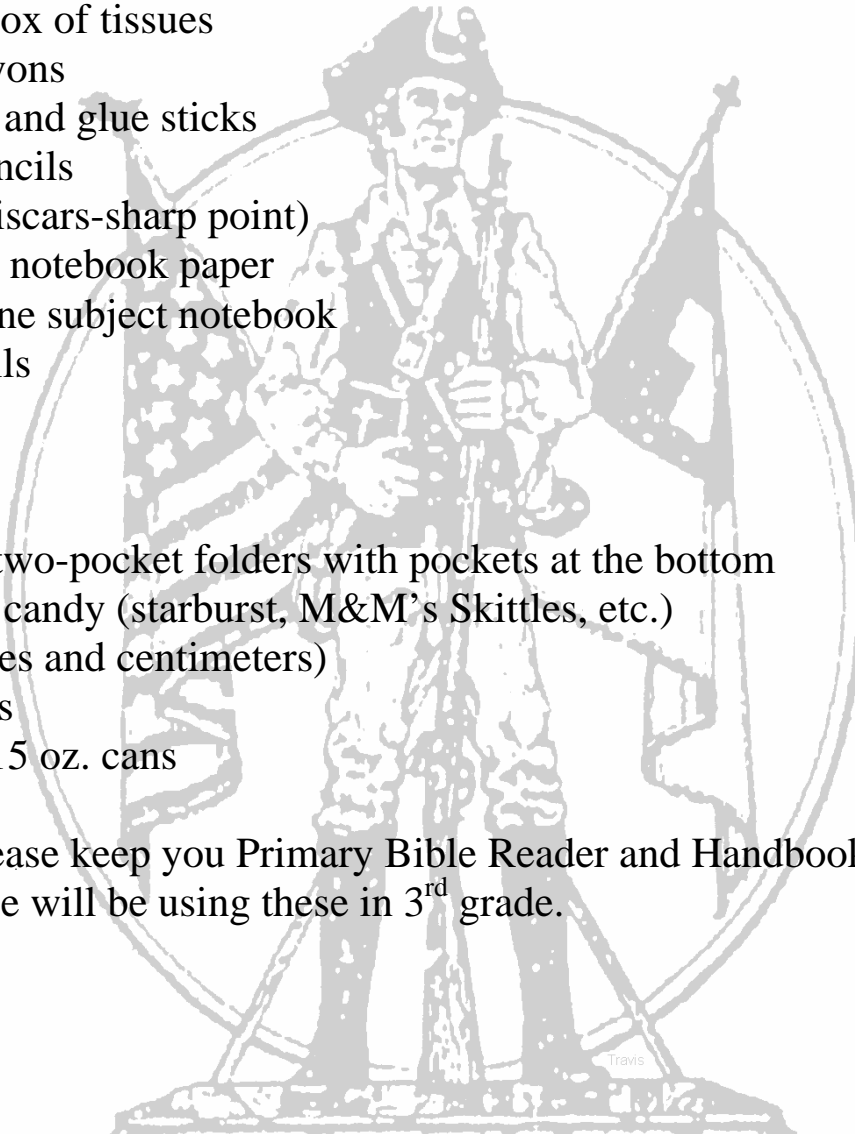 ox of tissues
yons
and glue sticks
ncils
iscars-sharp point)
notebook paper
ne subject notebook
ils
two-pocket folders with pockets at the bottom
candy (starburst, M&M's Skittles, etc.)
es and centimeters)
s
15 oz. cans
ease keep you Primary Bible Reader and Handbook
e will be using these in 3rd grade.
Travis